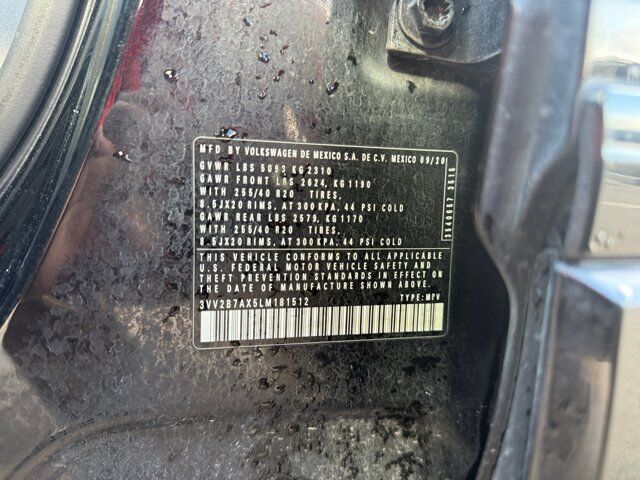 MFD BY VOLKSWAGEN DE MEXICO S.A. DE C.V. MEXICO 09/20
GVWR LBS 5093 KG 2310
GAWR FRONT LBS 2624, KG 1190
WITH 255/40 R20 TIRES,
8.5JX20 RIMS, AT 300 KPA, 44 PSI COLD
GAWR REAR LBS 2579, KG 1170
WITH 255/40 R20 TIRES,
8.5JX20 RIMS, AT 300 KPA, 44 PSI COLD
THIS VEHICLE CONFORMS TO ALL APPLICABLE
U.S. FEDERAL MOTOR VEHICLE SAFETY AND
THEFT PREVENTION STANDARDS IN EFFECT ON
THE DATE OF MANUFACTURE SHOWN ABOVE.
3VV2B7AX5LM181512 TYPE: MPV
3540057 3515